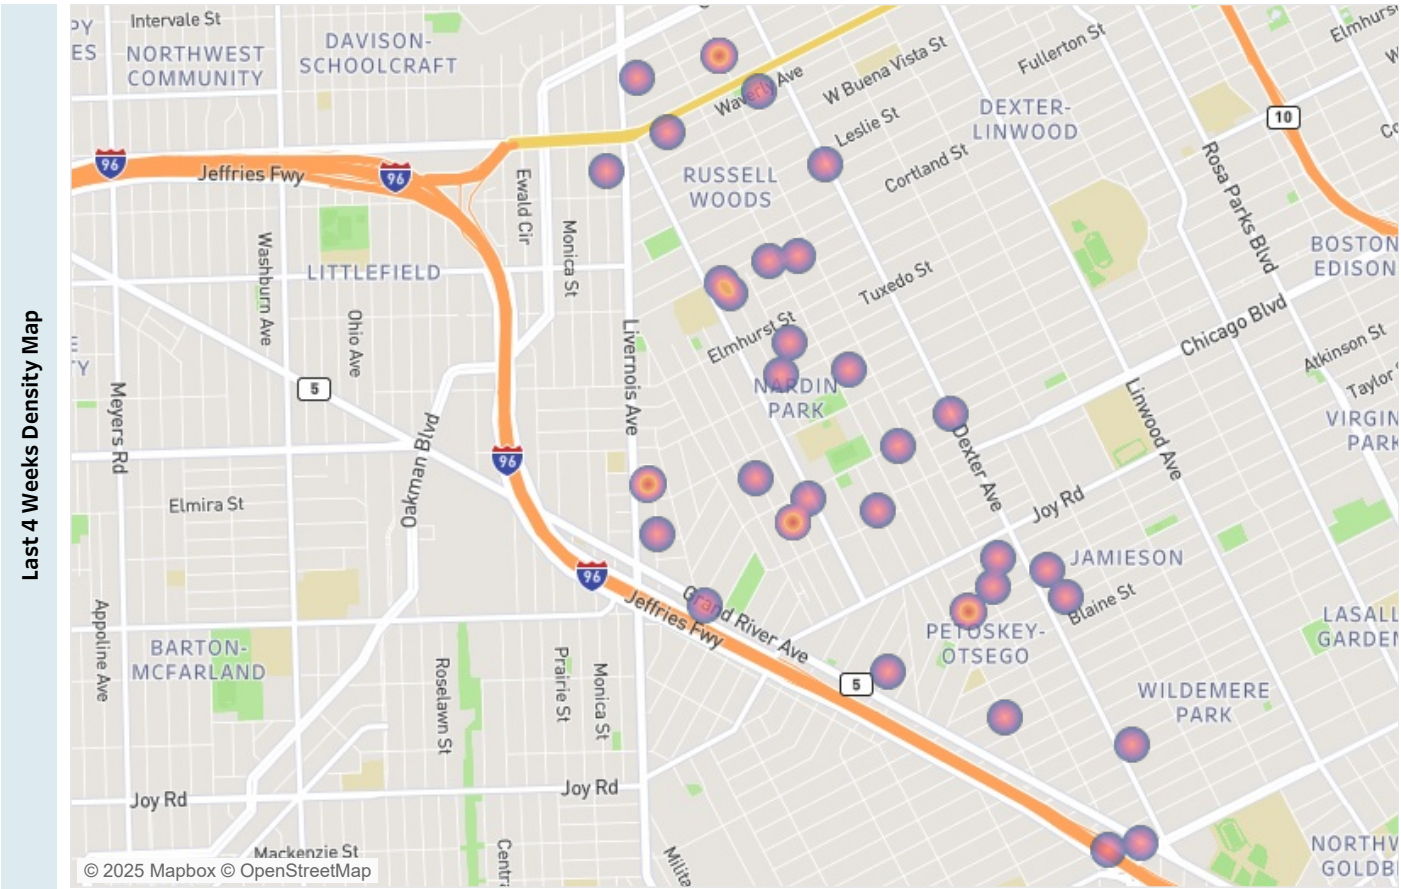 Last 4 Weeks Density Map
Intervale St
NORTHWEST
COMMUNITY
DAVISON-
SCHOOLCRAFT
PY
ES
Waverly Ave
W Buena Vista St
Fullerton St
Elmhurst
DEXTER-
LINWOOD
10
Leslie St
Cortland St
RUSSELL
WOODS
96
Jeffries Fwy
96
Ewald Cir
Monica St
Rosa Parks Blvd
BOSTON
EDISON
Washburn Ave
LITTLEFIELD
Ohio Ave
Tuxedo St
Elmhurst St
Chicago Blvd
Atkinson St
Taylor
TY
5
Livernois Ave
NARDIN
PARK
Meyers Rd
Oakman Blvd
Linwood Ave
VIRGIN
PARK
96
Dexter Ave
Elmira St
Joy Rd
JAMIESON
96
Jeffries Fwy
Grand River Ave
Blaine St
LASALL
GARDEN
PETOSKEY-
OTSEGO
Appoline Ave
BARTON-
MCFARLAND
Roselawn St
Prairie St
Monica St
5
WILDEMERE
PARK
Joy Rd
Joy Rd
Mackenzie St
Centra
Milita
NORTHW
GOLDB
© 2025 Mapbox © OpenStreetMap